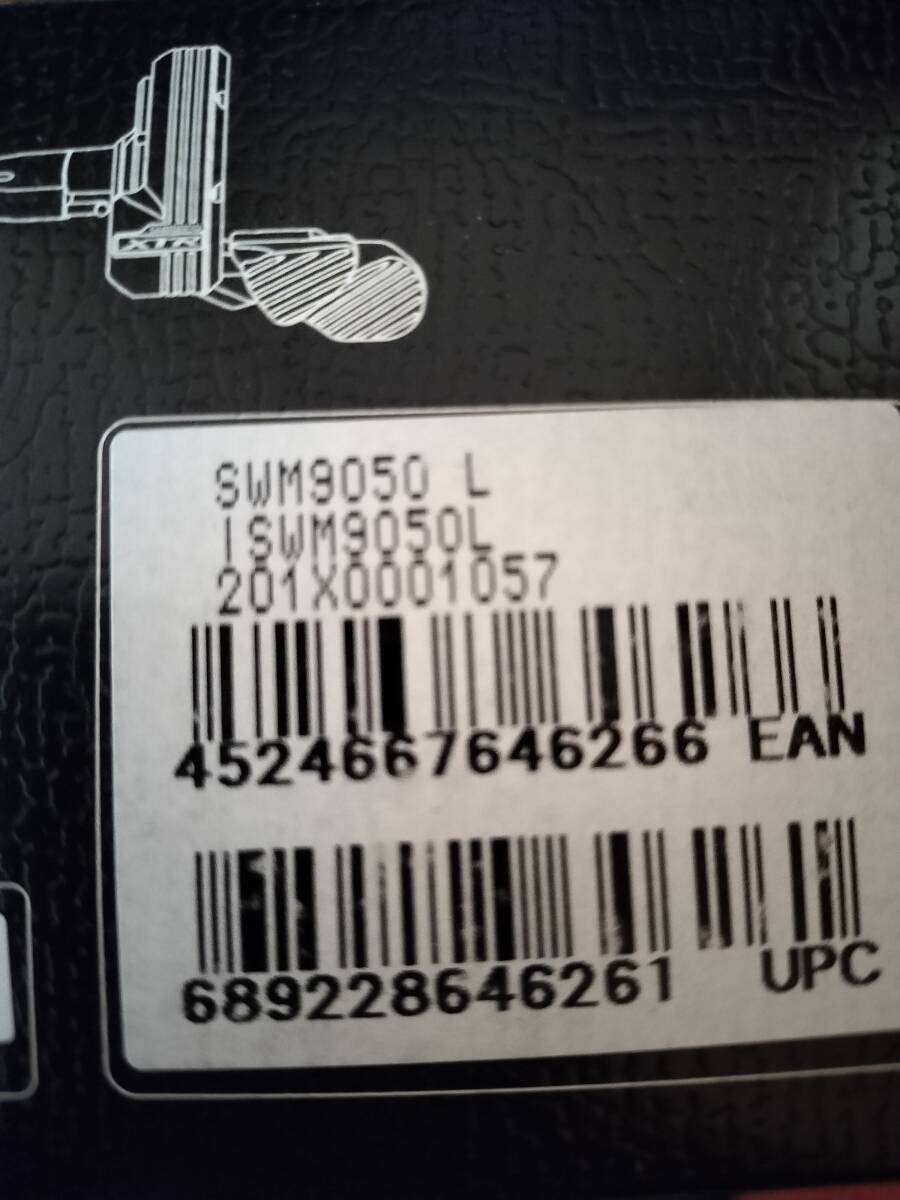 XTR
SWM9050 L
ISWM9050L
201X0001057
4524667646266 EAN
689228646261 UPC